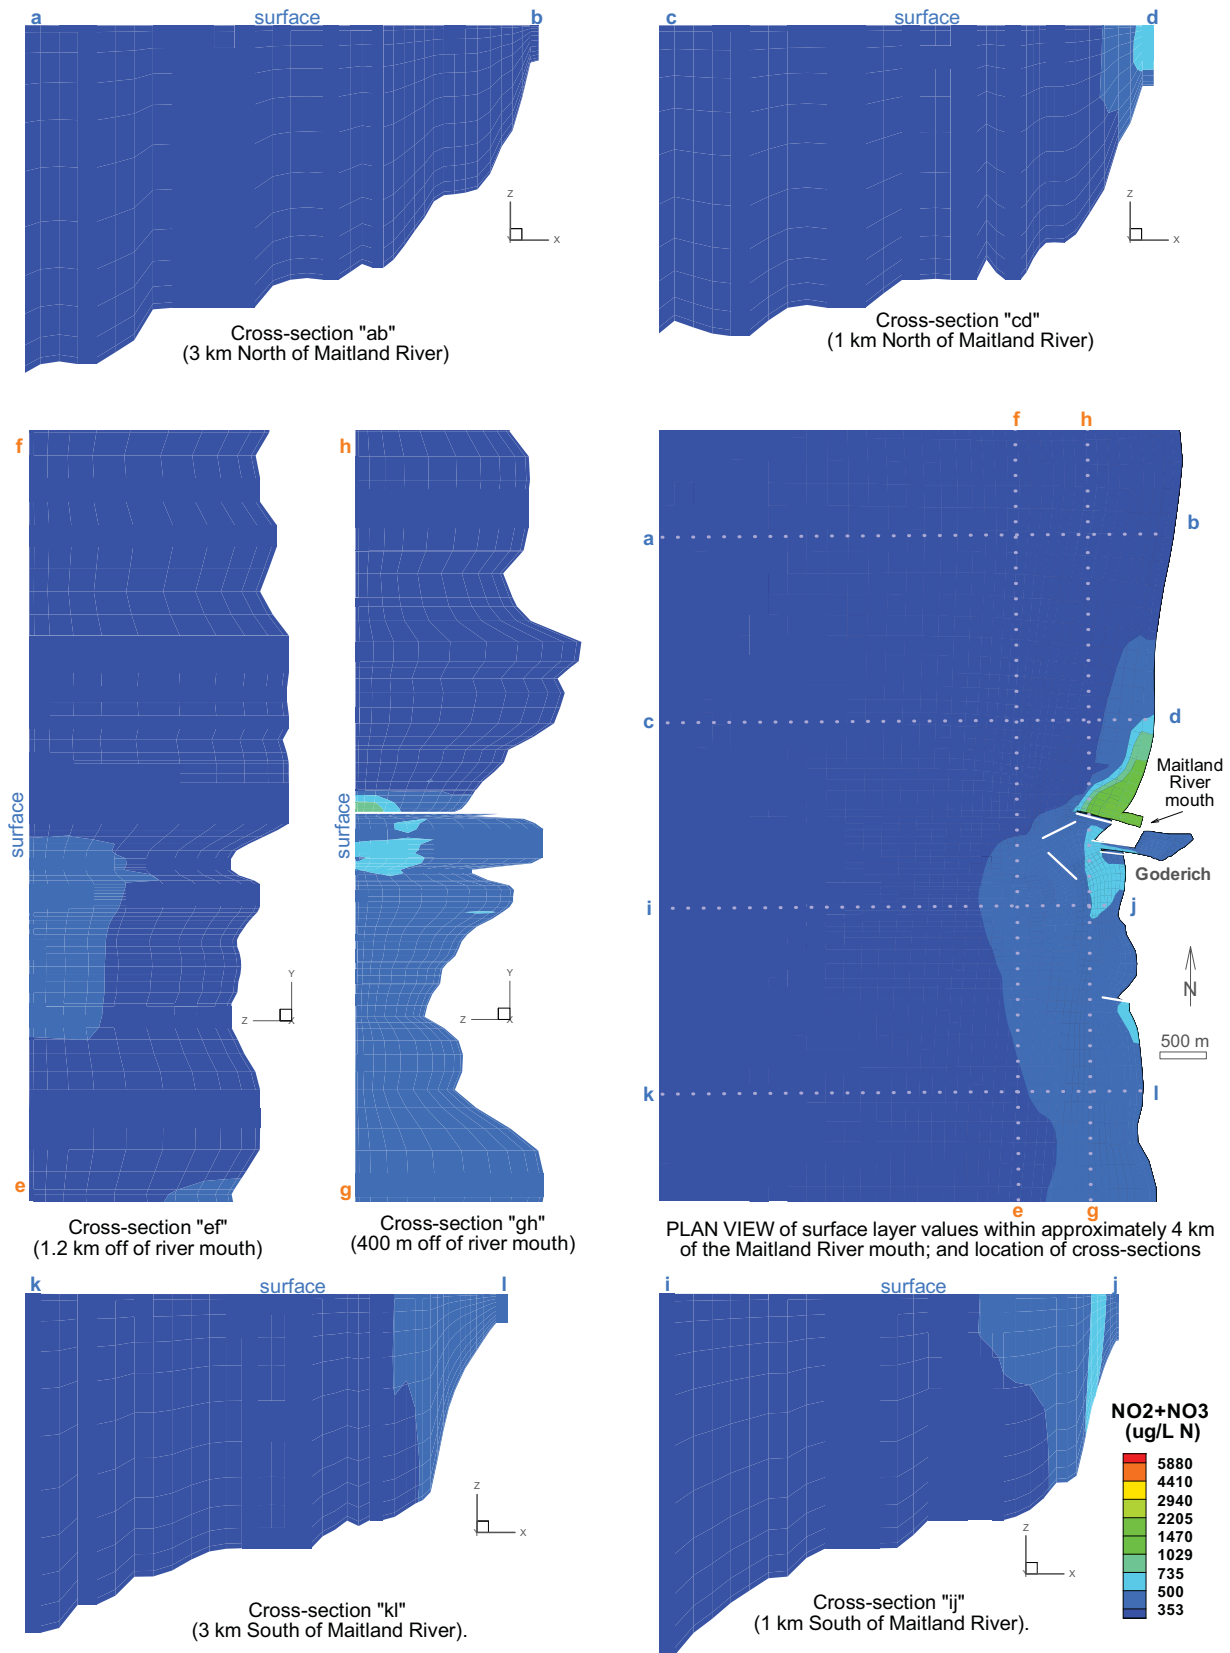 a surface b
Z
Y X
Cross-section "ab"
(3 km North of Maitland River)
c surface d
Z
Y X
Cross-section "cd"
(1 km North of Maitland River)
f
surface
Y
Z X
e
Cross-section "ef"
(1.2 km off of river mouth)
h
surface
Y
Z X
g
Cross-section "gh"
(400 m off of river mouth)
f h
a b
c d
Maitland
River
mouth
Goderich
i j
N
500 m
k l
e g
PLAN VIEW of surface layer values within approximately 4 km
of the Maitland River mouth; and location of cross-sections
k surface l
Z
Y X
Cross-section "kl"
(3 km South of Maitland River).
i surface j
Z
Y X
Cross-section "ij"
(1 km South of Maitland River).
NO2+NO3
(ug/L N)
5880
4410
2940
2205
1470
1029
735
500
353